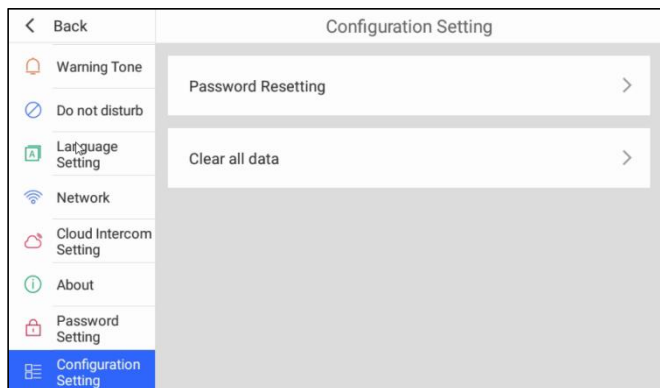 Back
Configuration Setting
Warning Tone
Do not disturb
Language
Setting
Network
Cloud Intercom
Setting
About
Password
Setting
Configuration
Setting
Password Resetting
Clear all data